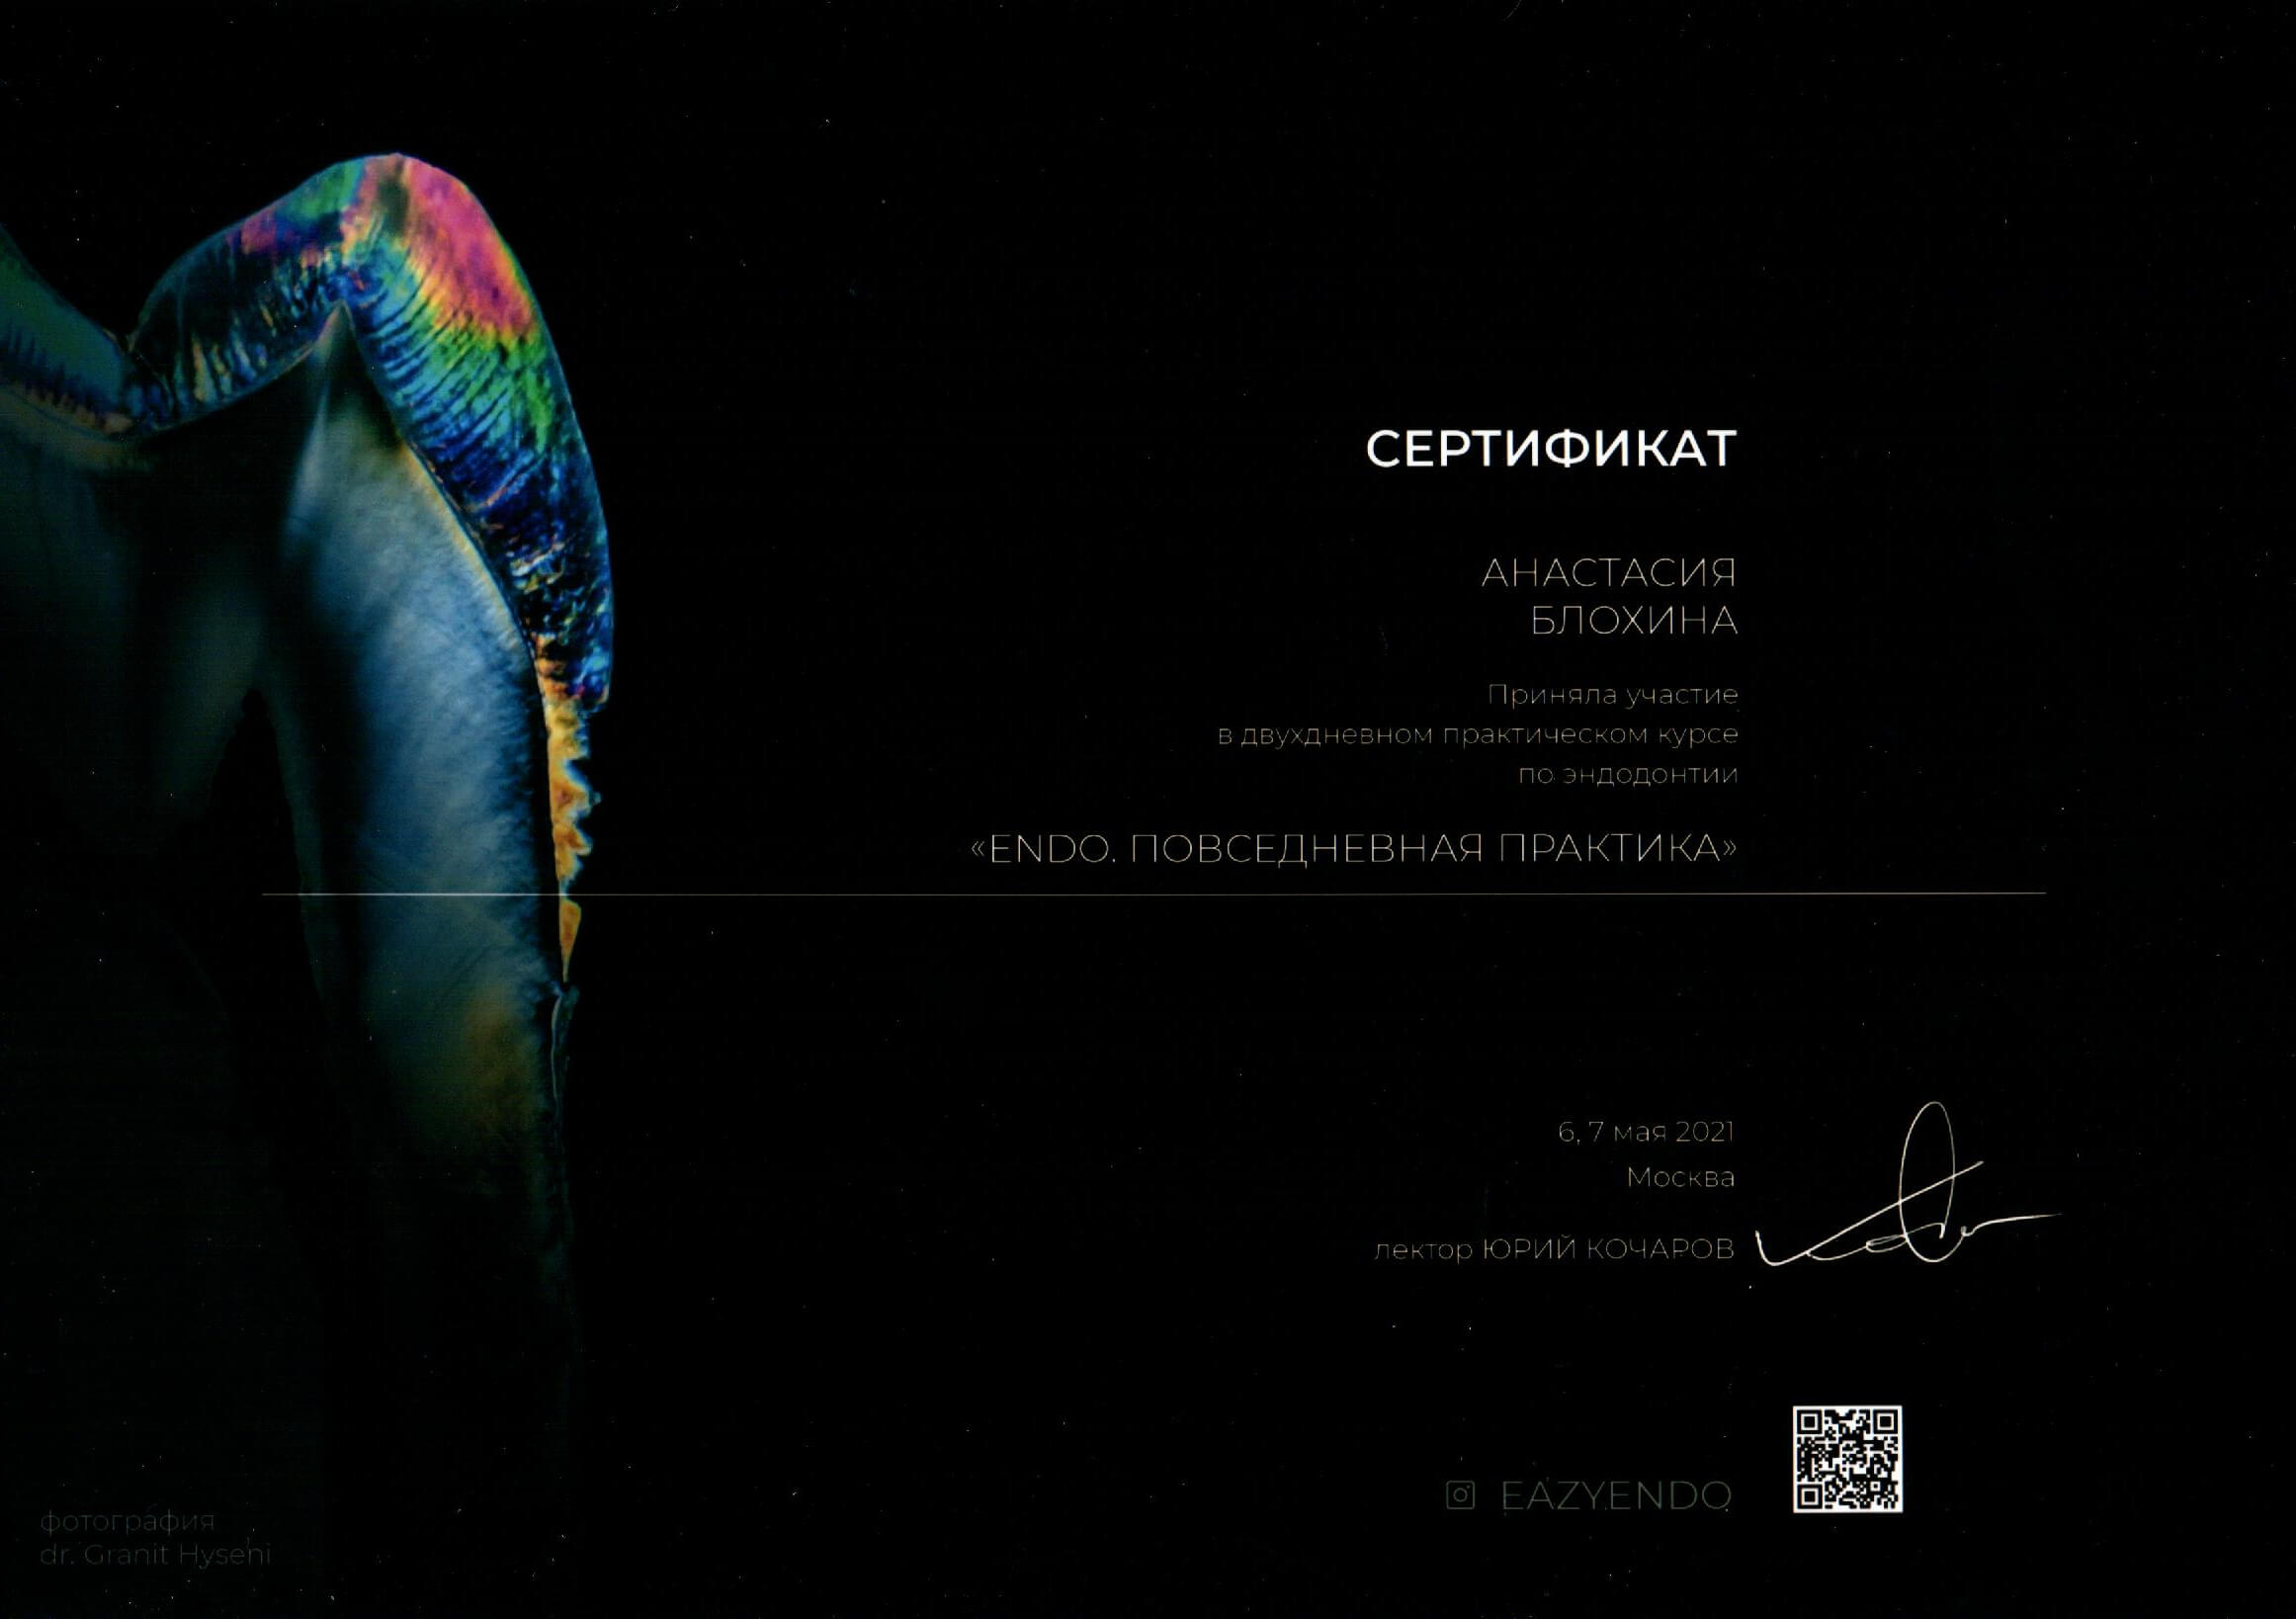 СЕРТИФИКАТ
АНАСТАСИЯ
БЛОХИНА
Приняла участие
в двухдневном практическом курсе
по эндодонтии
«ENDO. ПОВСЕДНЕВНАЯ ПРАКТИКА»
6, 7 мая 2021
Москва
лектор ЮРИЙ КОЧАРОВ
EAZYENDO
фотография
dr. Granit Hyseni